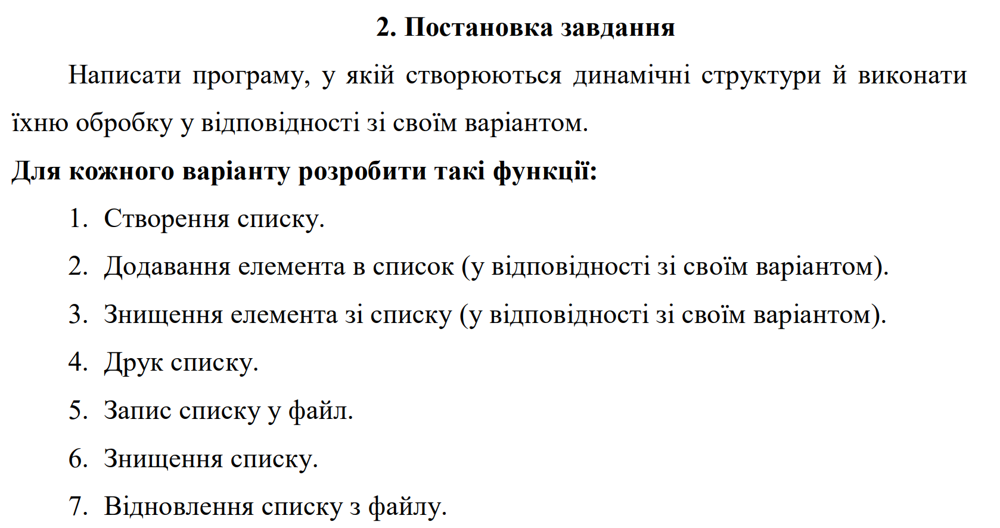 2. Постановка завдання
Написати програму, у якій створюються динамічні структури й виконати
їхню обробку у відповідності зі своїм варіантом.
Для кожного варіанту розробити такі функції:
1. Створення списку.
2. Додавання елемента в список (у відповідності зі своїм варіантом).
3. Знищення елемента зі списку (у відповідності зі своїм варіантом).
4. Друк списку.
5. Запис списку у файл.
6. Знищення списку.
7. Відновлення списку з файлу.